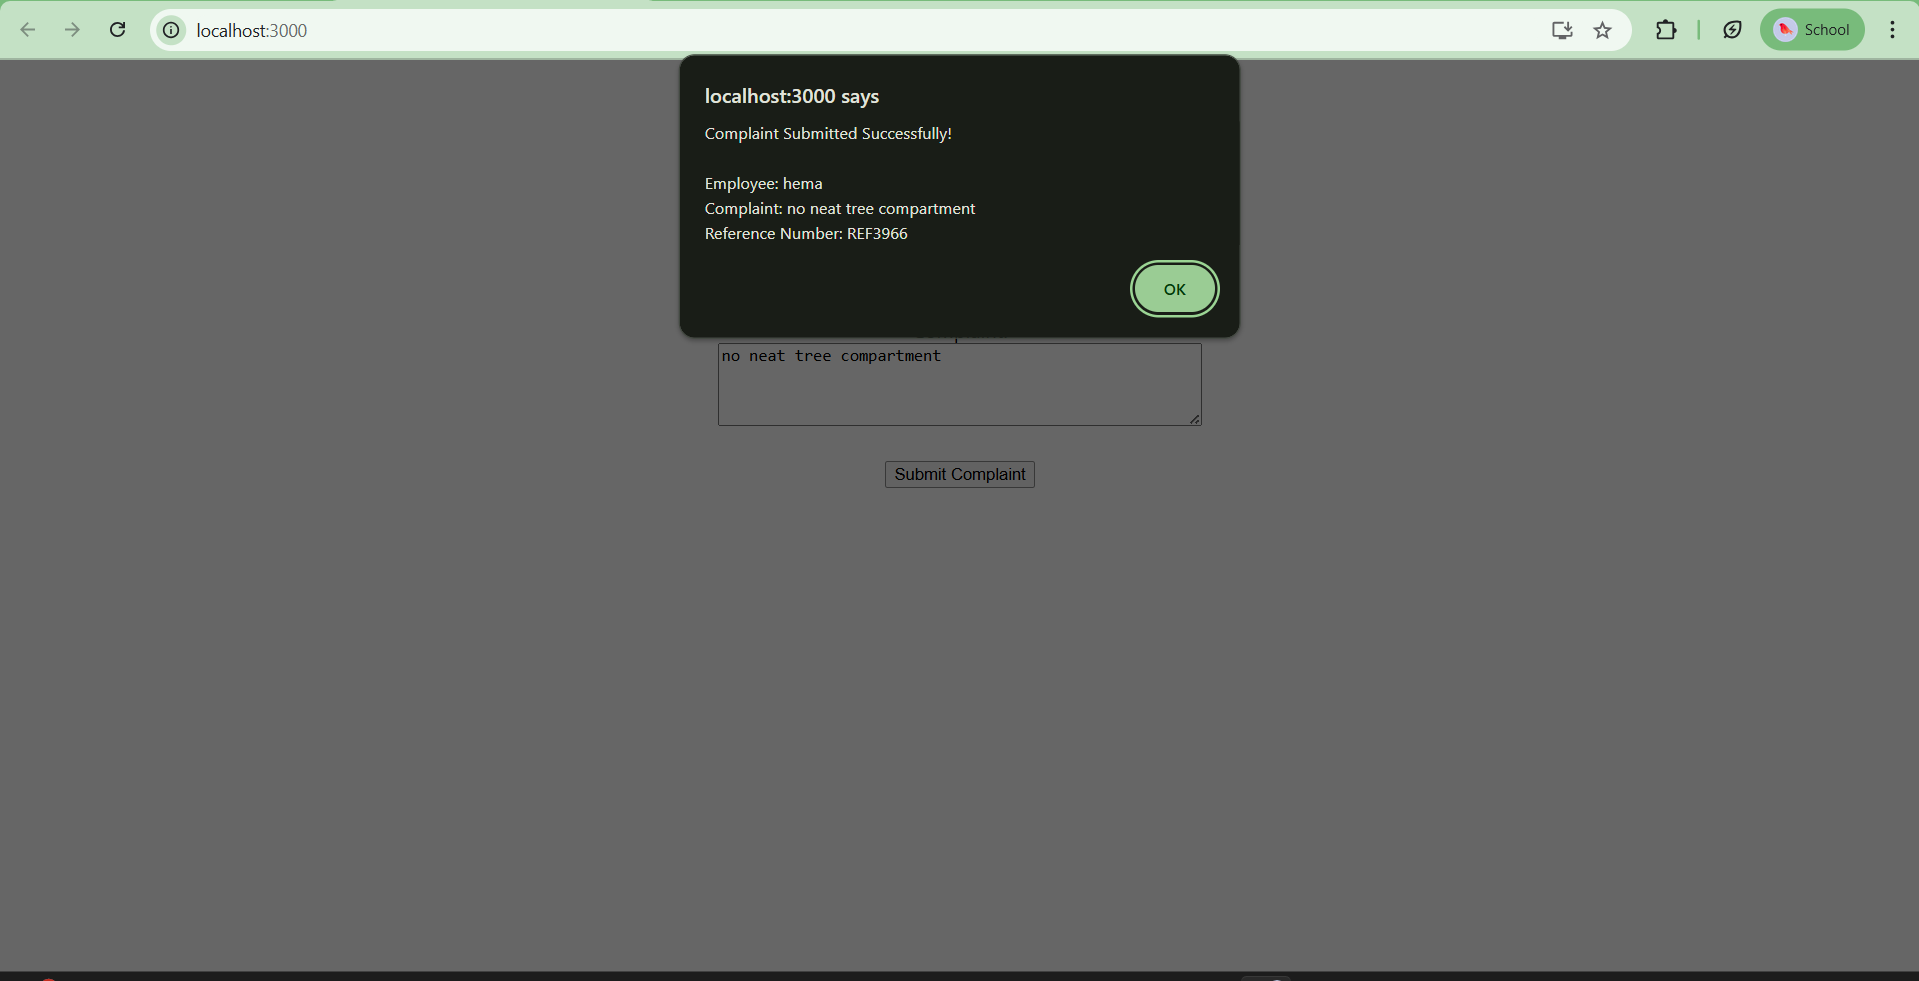 localhost:3000
School
localhost:3000 says
Complaint Submitted Successfully!
Employee: hema
Complaint: no neat tree compartment
Reference Number: REF3966
OK
no neat tree compartment
Submit Complaint